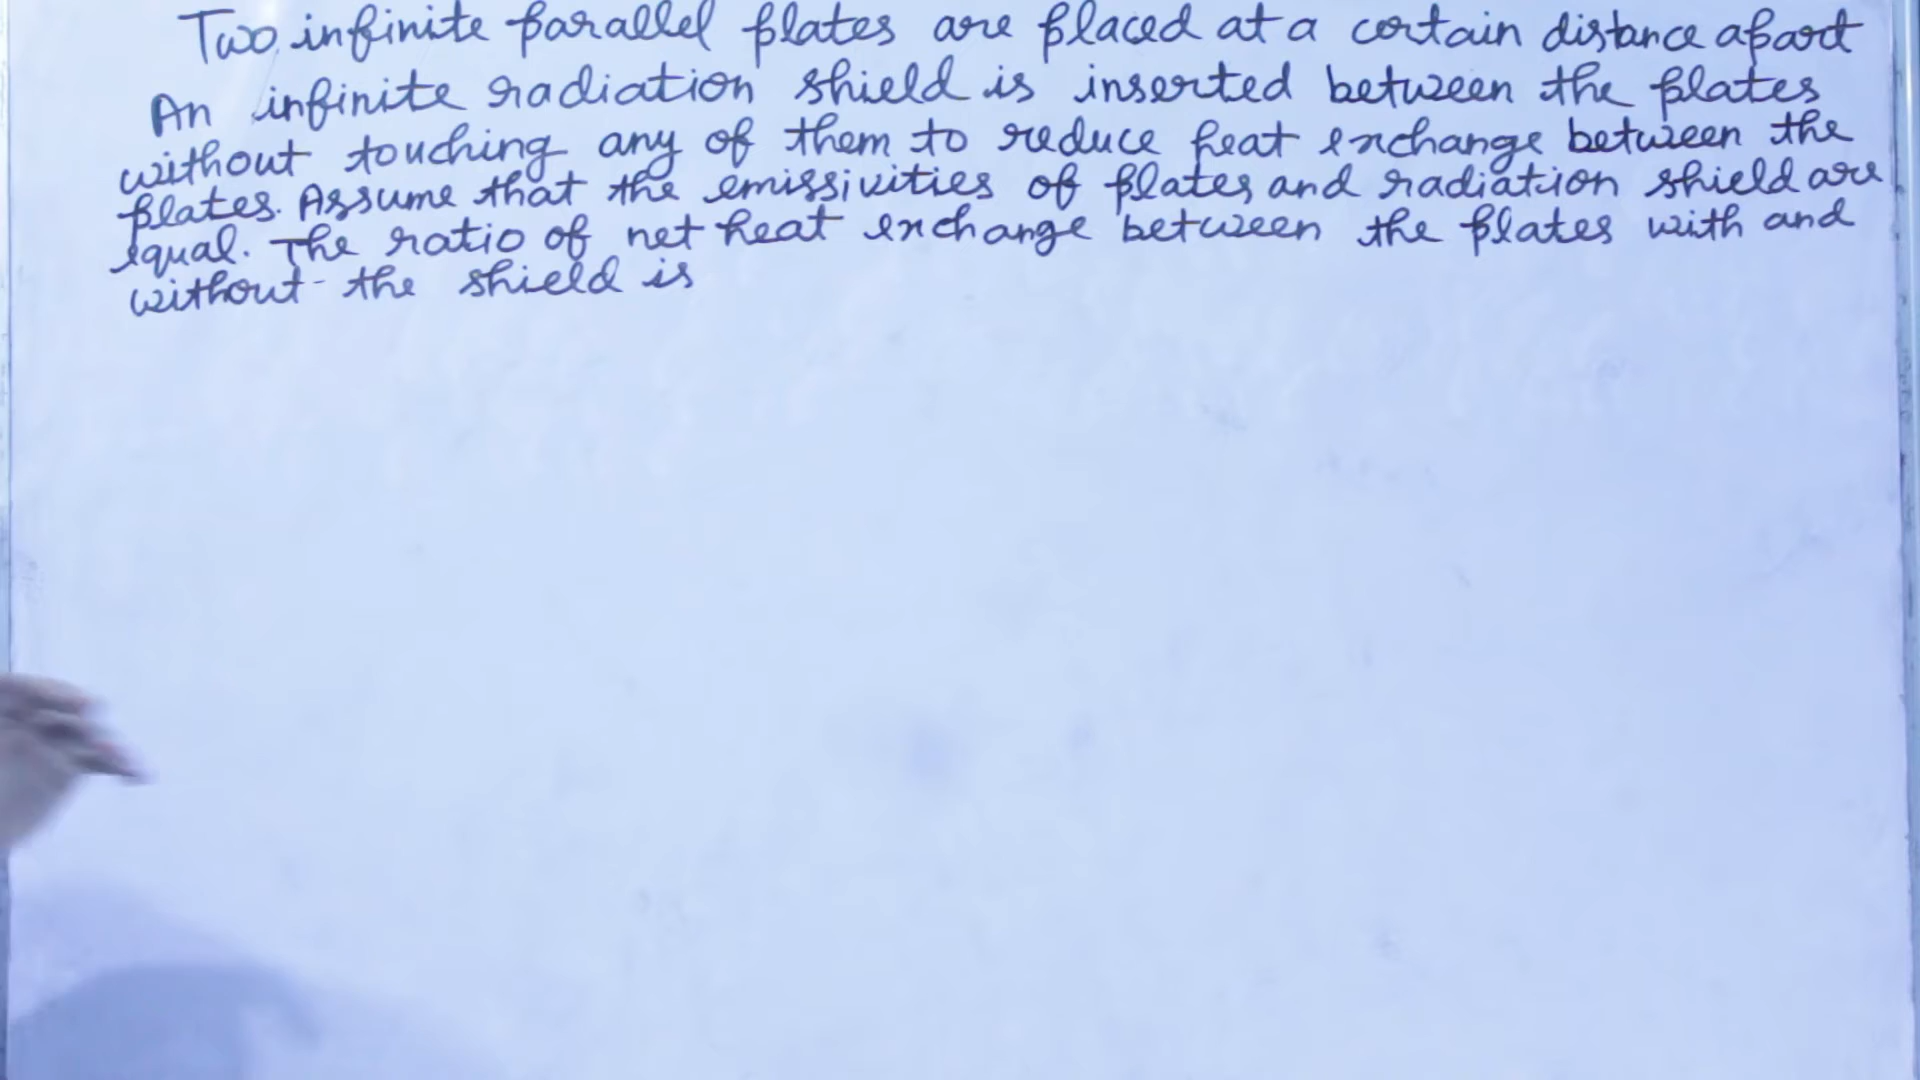 Two infinite parallel plates are placed at a certain distance apart
An infinite radiation shield is inserted between the plates
without touching any of them to reduce heat exchange between the
plates. Assume that the emissivities of plates and radiation shield are
equal. The ratio of net heat exchange between the plates with and
without the shield is